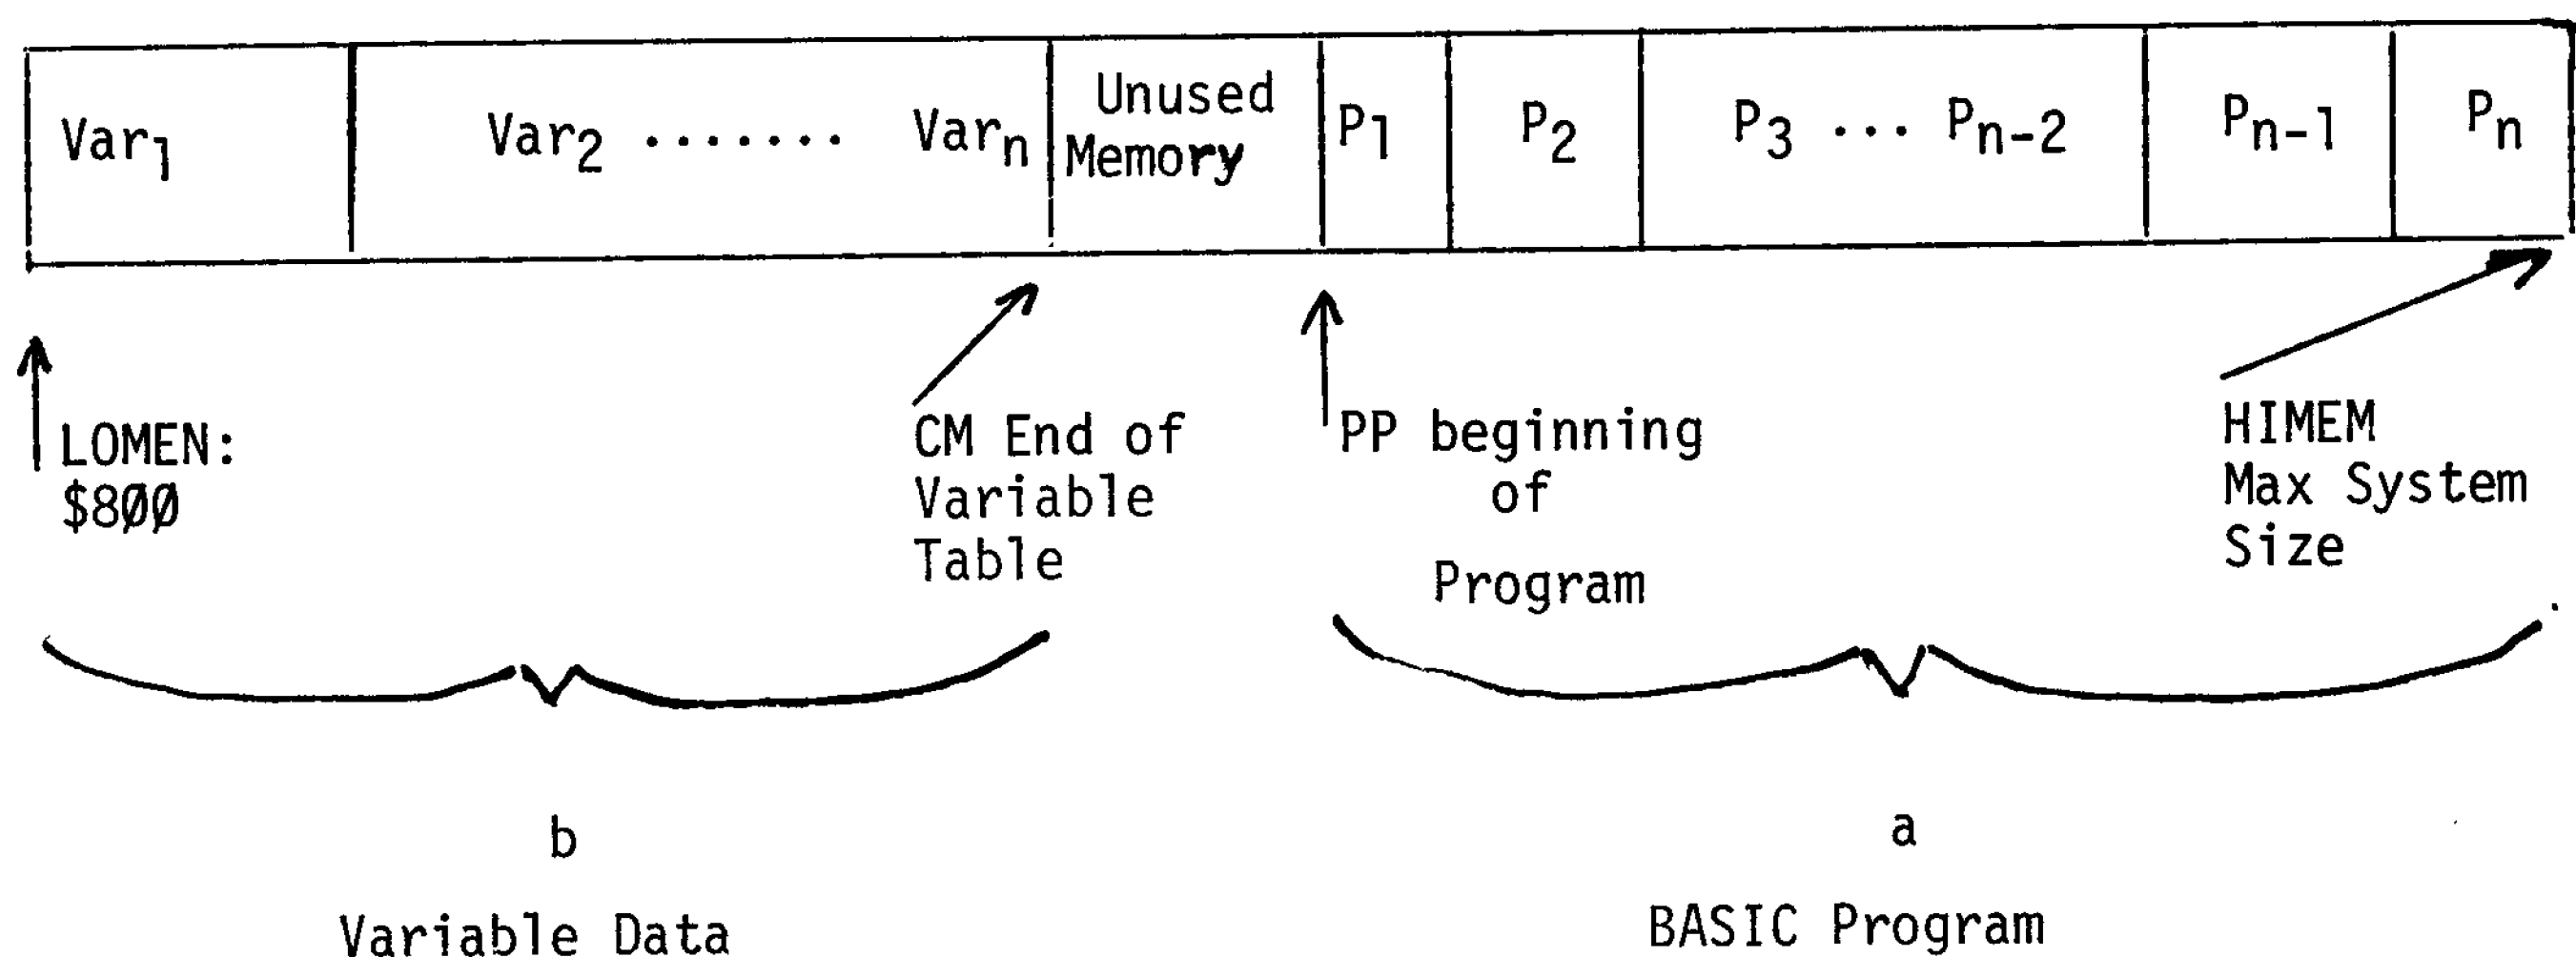 Unused
Var1 Var2 ....... Varn Memory P1 P2 P3 ... Pn-2 Pn-1 Pn
LOMEN:
$8ØØ
CM End of
Variable
Table
PP beginning
of
Program
HIMEM
Max System
Size
b
Variable Data
a
BASIC Program